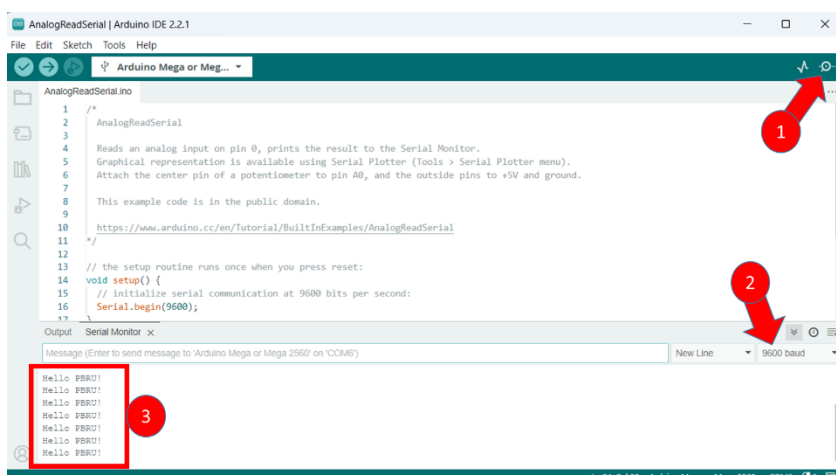 AnalogReadSerial | Arduino IDE 2.2.1
File Edit Sketch Tools Help
Arduino Mega or Meg...
AnalogReadSerial.ino
1
1 /*
2 AnalogReadSerial
3
4 Reads an analog input on pin 0, prints the result to the Serial Monitor.
5 Graphical representation is available using Serial Plotter (Tools > Serial Plotter menu).
6 Attach the center pin of a potentiometer to pin A0, and the outside pins to +5V and ground.
7
8 This example code is in the public domain.
9
10 https://www.arduino.cc/en/Tutorial/BuiltInExamples/AnalogReadSerial
11 */
12
13 // the setup routine runs once when you press reset:
14 void setup() {
15 // initialize serial communication at 9600 bits per second:
16 Serial.begin(9600);
17 }
2
Output Serial Monitor
Message (Enter to send message to 'Arduino Mega or Mega 2560' on 'COM6') New Line 9600 baud
Hello PBRU!
Hello PBRU!
Hello PBRU!
Hello PBRU!
Hello PBRU!
Hello PBRU!
Hello PBRU!
3